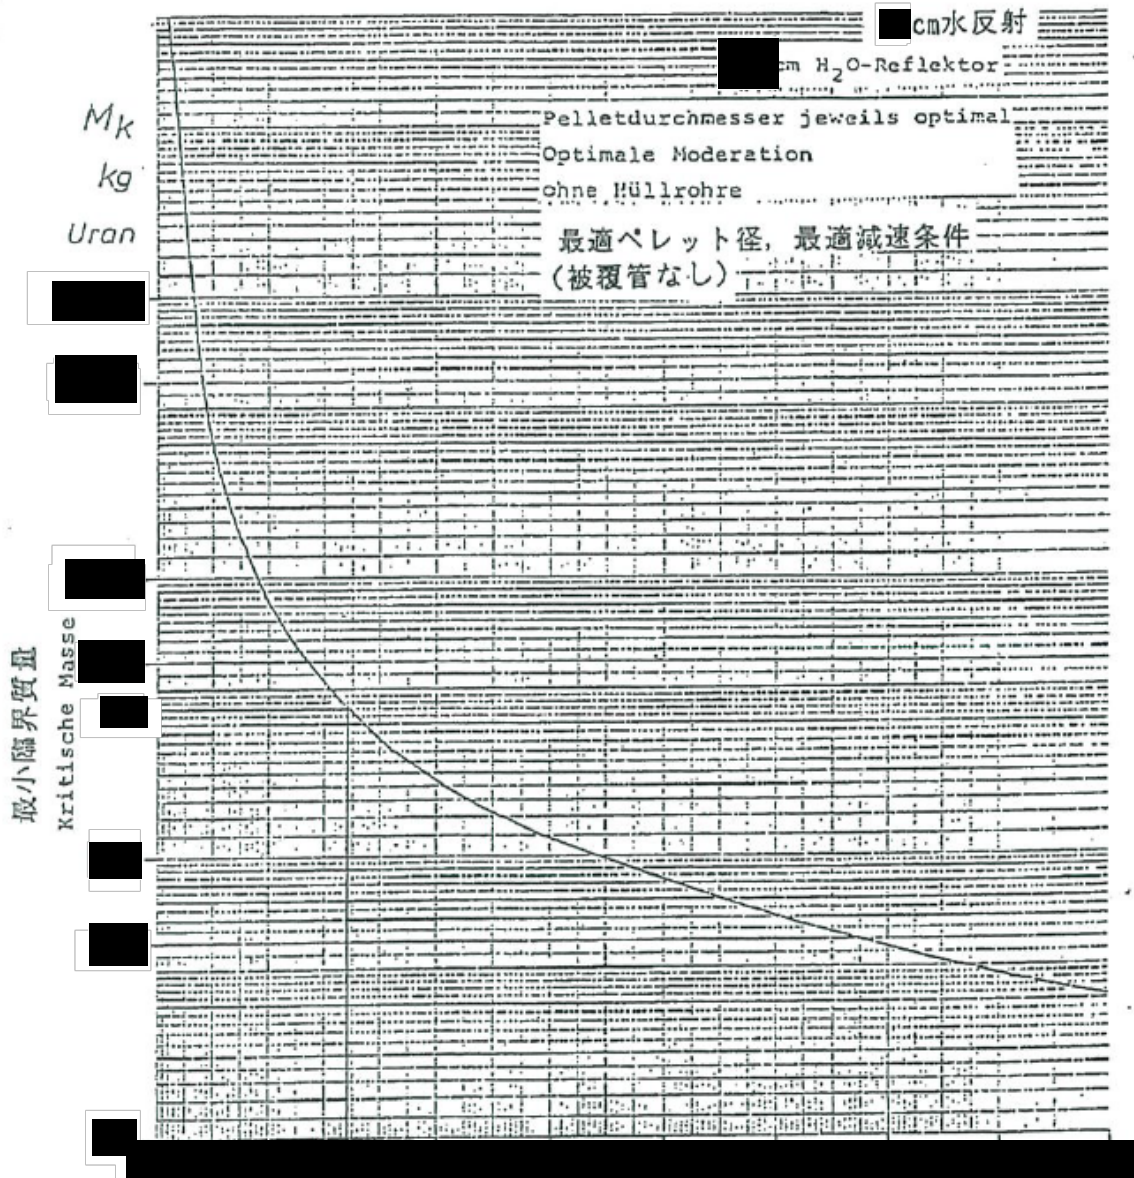 cm水反射
cm H₂O-Reflektor
Pelletdurchmesser jeweils optimal
Optimale Moderation
ohne Hüllrohre
最適ペレット径，最適減速条件
（被覆管なし）
Mk
kg
Uran
最小臨界質量
Kritische Masse